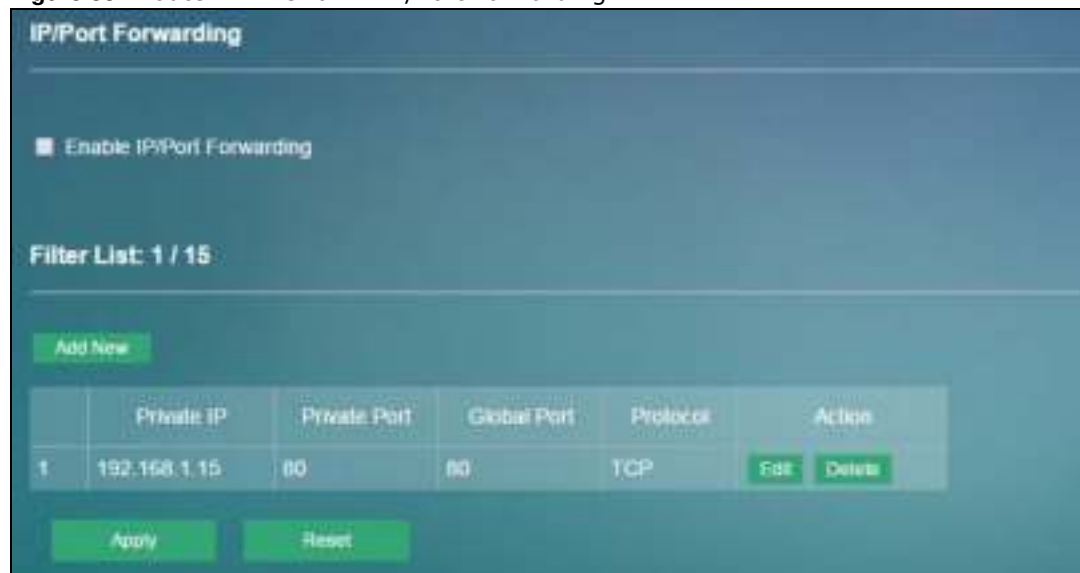 IP/Port Forwarding
Enable IP/Port Forwarding
Filter List: 1 / 15
Add New
Private IP Private Port Global Port Protocol Action
1 192.168.1.15 80 80 TCP Edit Delete
Apply Reset